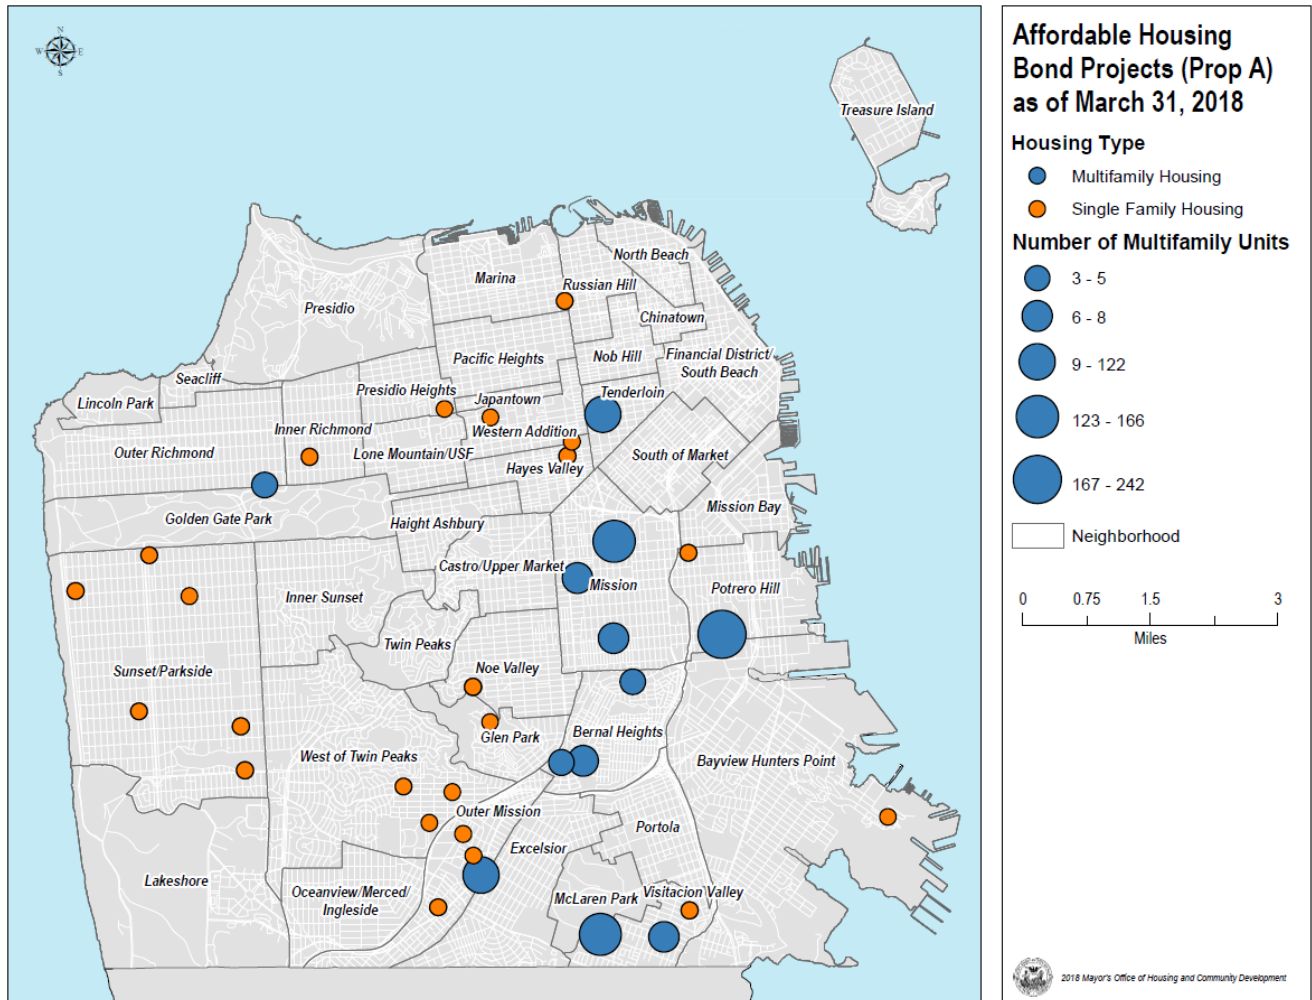 N
W E
S
Treasure Island
North Beach
Marina
Russian Hill
Presidio
Chinatown
Pacific Heights
Nob Hill
Financial District/
South Beach
Seacliff
Lincoln Park
Presidio Heights
Japantown
Tenderloin
Inner Richmond
Western Addition
Outer Richmond
Lone Mountain/USF
South of Market
Hayes Valley
Golden Gate Park
Haight Ashbury
Mission Bay
Castro/Upper Market
Mission
Potrero Hill
Inner Sunset
Twin Peaks
Sunset/Parkside
Noe Valley
Glen Park
Bernal Heights
West of Twin Peaks
Bayview Hunters Point
Outer Mission
Portola
Excelsior
Lakeshore
Oceanview/Merced/
Ingleside
McLaren Park
Visitacion Valley
Affordable Housing
Bond Projects (Prop A)
as of March 31, 2018
Housing Type
Multifamily Housing
Single Family Housing
Number of Multifamily Units
3 - 5
6 - 8
9 - 122
123 - 166
167 - 242
Neighborhood
0 0.75 1.5 3
Miles
2018 Mayor's Office of Housing and Community Development